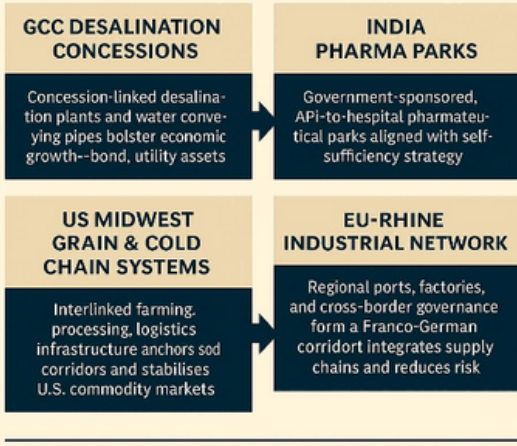 GCC DESALINATION
CONCESSIONS
Concession-linked desalina-
tion plants and water conve-
ying pipes bolster economic
growth--bond, utility assets
INDIA
PHARMA PARKS
Government-sponsored,
APi-to-hespital pharmateu-
tical parks aligned with self-
sufficiency strategy
US MIDWEST
GRAIN & COLD
CHAIN SYSTEMS
Interlinked farming.
processing, logistics
infrastructure anchors sod
corridors and stabilises
U.S. commodity markets
EU-RHINE
INDUSTRIAL NETWORK
Regional ports, factories,
and cross-border governance
form a Franco-German
corridort integrates supply
chains and reduces risk